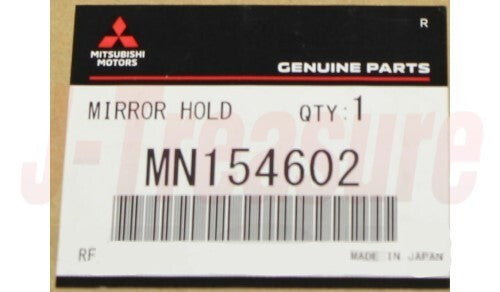 R
MITSUBISHI
MOTORS
GENUINE PARTS
MIRROR HOLD QTY:1
MN154602
RF MADE IN JAPAN
J-Treasure